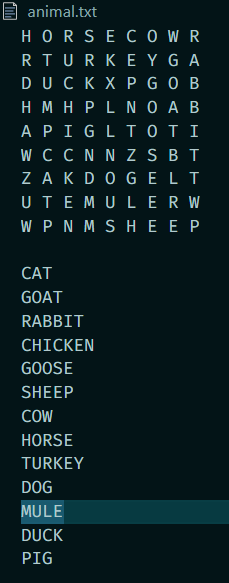 animal.txt
H O R S E C O W R
R T U R K E Y G A
D U C K X P G O B
H M H P L N O A B
A P I G L T O T I
W C C N N Z S B T
Z A K D O G E L T
U T E M U L E R W
W P N M S H E E P
CAT
GOAT
RABBIT
CHICKEN
GOOSE
SHEEP
COW
HORSE
TURKEY
DOG
MULE
DUCK
PIG